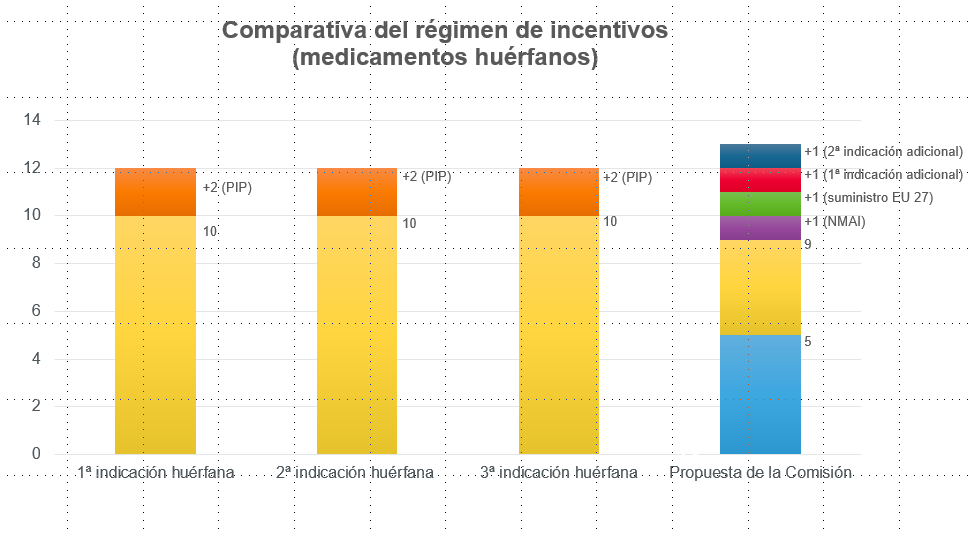 Comparativa del régimen de incentivos
(medicamentos huérfanos)
14
12
10
8
6
4
2
0
+2 (PIP)
10
+2 (PIP)
10
+2 (PIP)
10
+1 (2ª indicación adicional)
+1 (1ª indicación adicional)
+1 (suministro EU 27)
+1 (NMAI)
9
5
1ª indicación huérfana
2ª indicación huérfana
3ª indicación huérfana
Propuesta de la Comisión